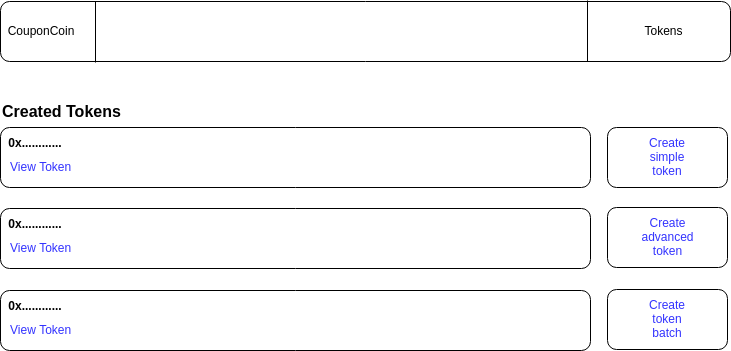 CouponCoin
Tokens
Created Tokens
0x............
View Token
Create
simple
token
0x............
View Token
Create
advanced
token
0x............
View Token
Create
token
batch